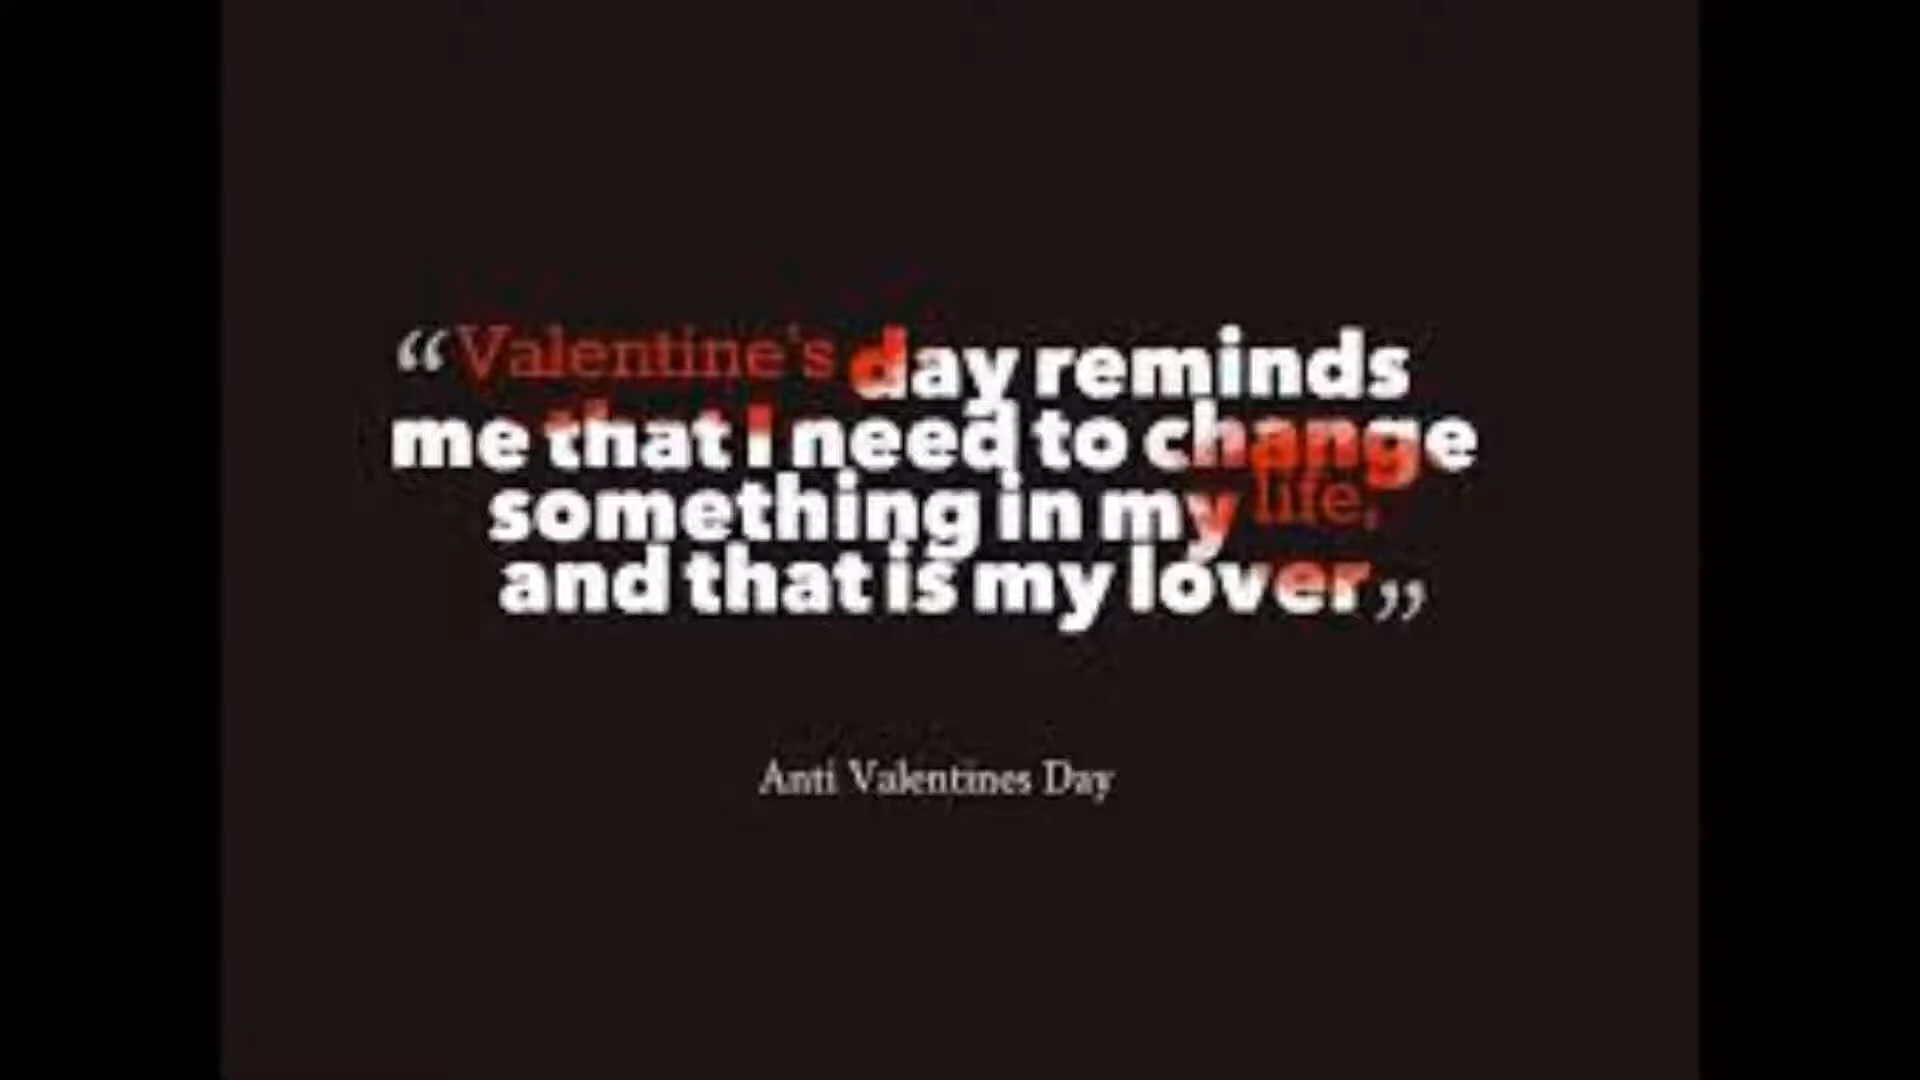 “Valentine's day reminds
me that I need to change
something in my life,
and that is my lover”
Anti Valentines Day